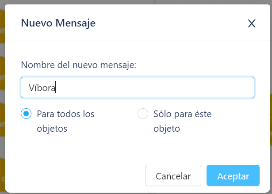 Nuevo Mensaje
Nombre del nuevo mensaje:
Víbora
Para todos los
objetos
Sólo para éste
objeto
Cancelar
Aceptar